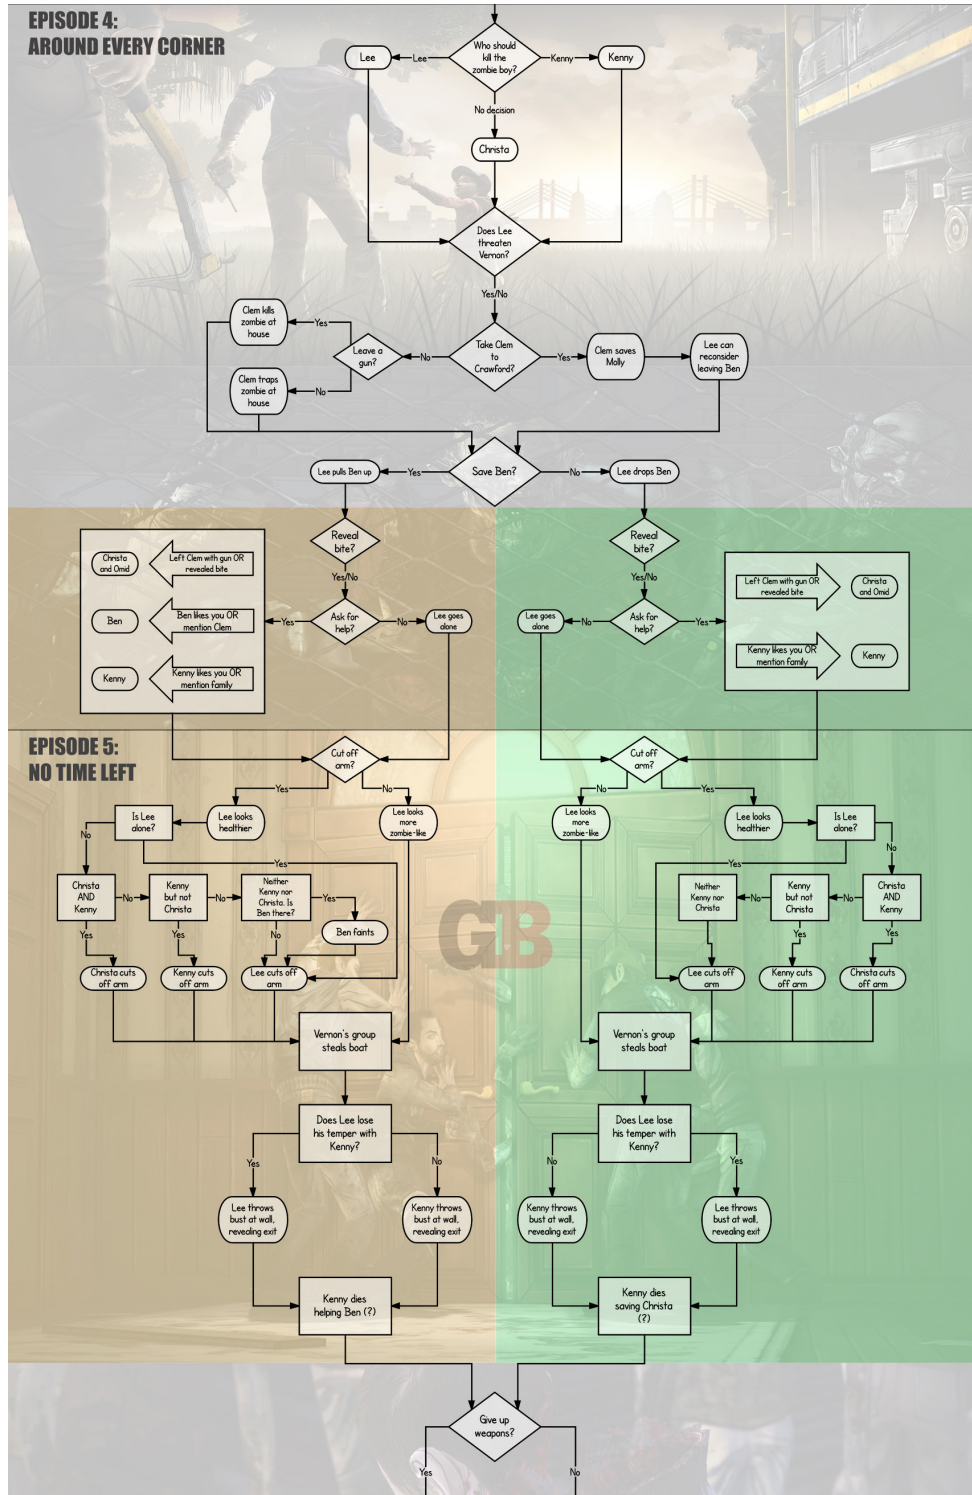 EPISODE 4:
AROUND EVERY CORNER
Who should
kill the
zombie boy?
Lee
Lee
Kenny
Kenny
No decision
Christa
Does Lee
threaten
Vernon?
Yes/No
Take Clem
to
Crawford?
No
Leave a
gun?
Yes
Clem kills
zombie at
house
No
Clem traps
zombie at
house
Yes
Clem saves
Molly
Lee can
reconsider
leaving Ben
Save Ben?
Yes
Lee pulls Ben up
No
Lee drops Ben
Reveal
bite?
Yes/No
Ask for
help?
Yes
No
Lee goes
alone
Christa
and Omid
Left Clem with gun OR
revealed bite
Ben
Ben likes you OR
mention Clem
Kenny
Kenny likes you OR
mention family
Reveal
bite?
Yes/No
Ask for
help?
No
Lee goes
alone
Yes
Left Clem with gun OR
revealed bite
Christa
and Omid
Kenny likes you OR
mention family
Kenny
EPISODE 5:
NO TIME LEFT
Cut off
arm?
Yes
No
Is Lee
alone?
Lee looks
healthier
Lee looks
more
zombie-like
No
Yes
Christa
AND
Kenny
No
Kenny
but not
Christa
No
Neither
Kenny nor
Christa. Is
Ben there?
Yes
Ben faints
Yes
Yes
No
Christa cuts
off arm
Kenny cuts
off arm
Lee cuts off
arm
Vernon's group
steals boat
Does Lee lose
his temper with
Kenny?
Yes
No
Lee throws
bust at wall,
revealing exit
Kenny throws
bust at wall,
revealing exit
Kenny dies
helping Ben (?)
Cut off
arm?
No
Yes
Lee looks
more
zombie-like
Lee looks
healthier
Is Lee
alone?
Yes
No
Neither
Kenny nor
Christa
No
Kenny
but not
Christa
No
Christa
AND
Kenny
Yes
Yes
Lee cuts off
arm
Kenny cuts
off arm
Christa cuts
off arm
Vernon's group
steals boat
Does Lee lose
his temper with
Kenny?
No
Yes
Kenny throws
bust at wall,
revealing exit
Lee throws
bust at wall,
revealing exit
Kenny dies
saving Christa
(?)
GB
Give up
weapons?
Yes
No